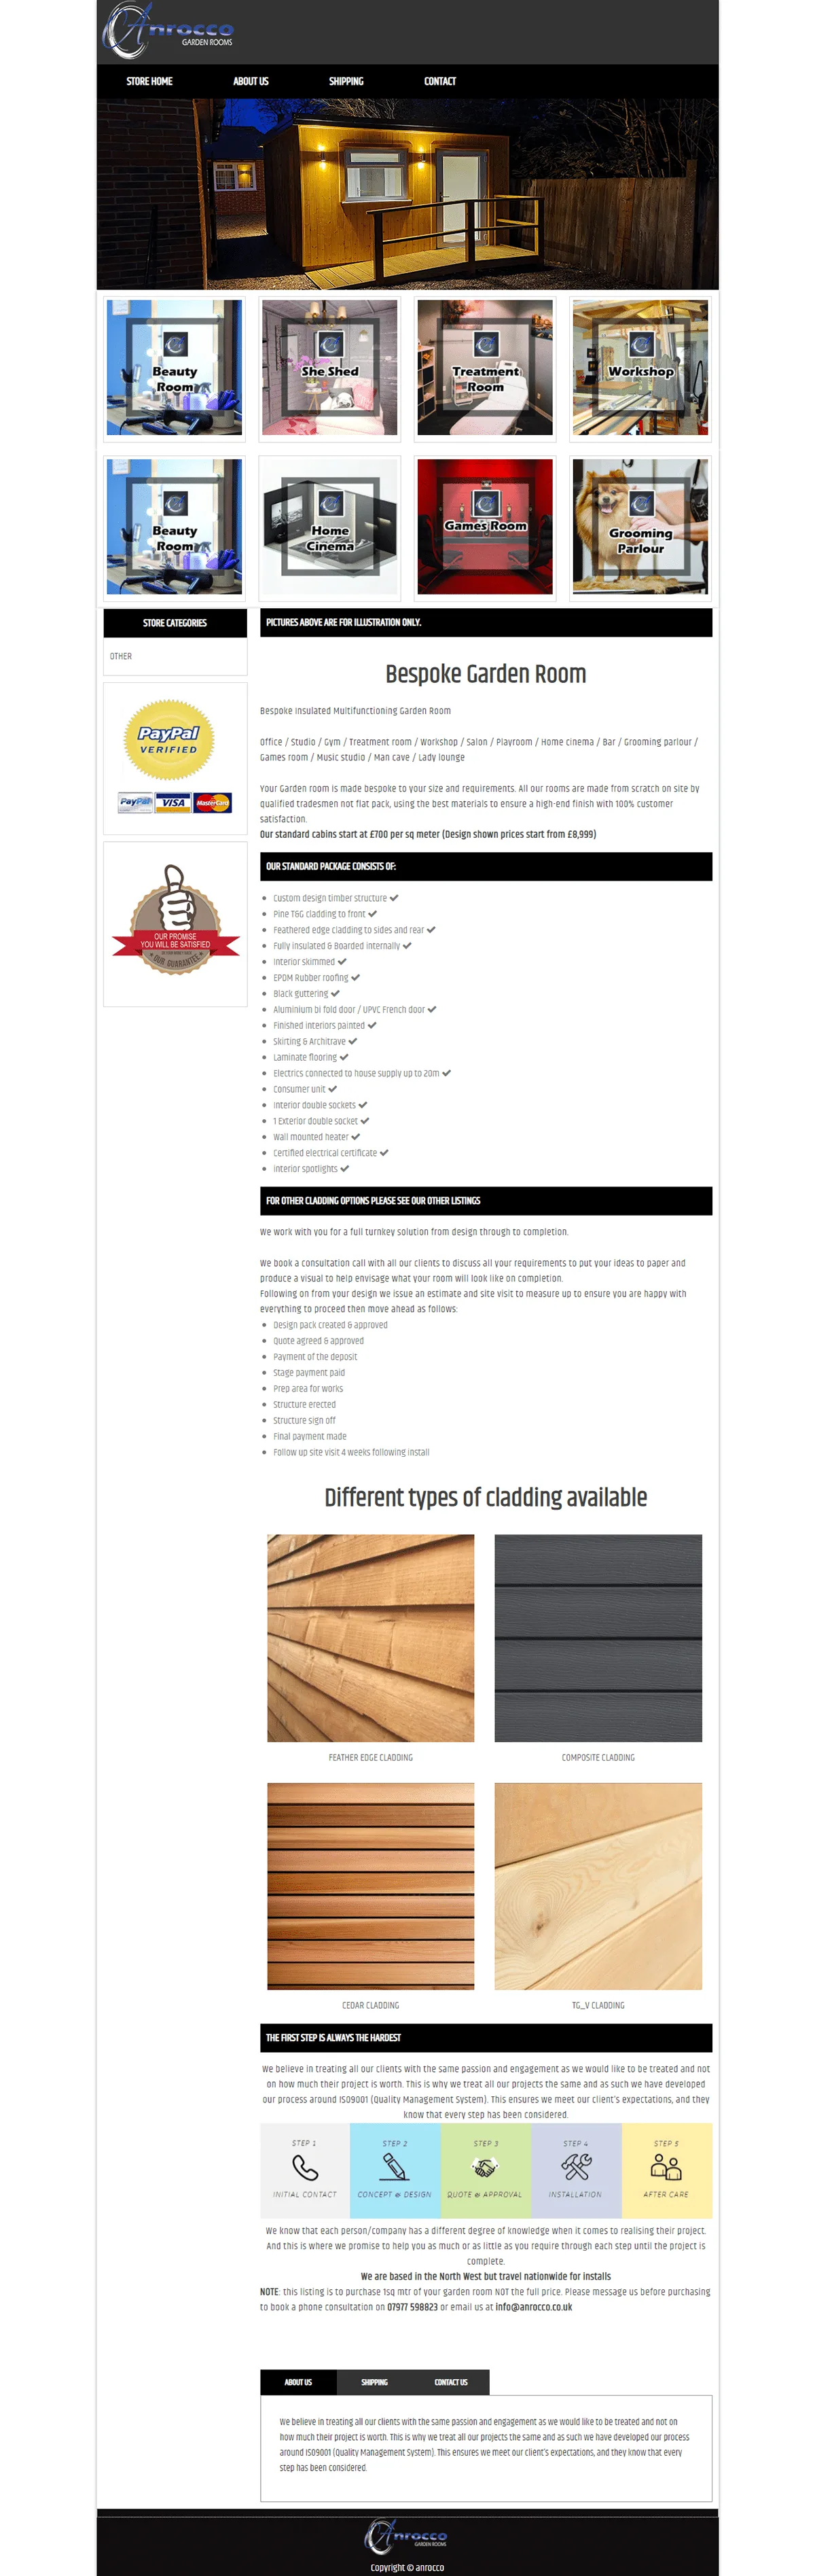 Anrocco
GARDEN ROOMS
STORE HOME ABOUT US SHIPPING CONTACT
Beauty
Room
She Shed
Treatment
Room
Workshop
Beauty
Room
Home
Cinema
Games Room
Grooming
Parlour
STORE CATEGORIES
OTHER
PayPal
VERIFIED
PayPal VISA MasterCard
OUR PROMISE
YOU WILL BE SATISFIED
OUR GUARANTEE
PICTURES ABOVE ARE FOR ILLUSTRATION ONLY.
Bespoke Garden Room
Bespoke Insulated Multifunctioning Garden Room
Office / Studio / Gym / Treatment room / Workshop / Salon / Playroom / Home cinema / Bar / Grooming parlour /
Games room / Music studio / Man cave / Lady lounge
Your Garden room is made bespoke to your size and requirements. All our rooms are made from scratch on site by
qualified tradesmen not flat pack, using the best materials to ensure a high-end finish with 100% customer
satisfaction.
Our standard cabins start at £700 per sq meter (Design shown prices start from £8,999)
OUR STANDARD PACKAGE CONSISTS OF:
Custom design timber structure ✔
Pine T&G cladding to front ✔
Feathered edge cladding to sides and rear ✔
Fully insulated & Boarded internally ✔
Interior skimmed ✔
EPDM Rubber roofing ✔
Black guttering ✔
Aluminium bi fold door / UPVC French door ✔
Finished interiors painted ✔
Skirting & Architrave ✔
Laminate flooring ✔
Electrics connected to house supply up to 20m ✔
Consumer unit ✔
Interior double sockets ✔
1 Exterior double socket ✔
Wall mounted heater ✔
Certified electrical certificate ✔
interior spotlights ✔
FOR OTHER CLADDING OPTIONS PLEASE SEE OUR OTHER LISTINGS
We work with you for a full turnkey solution from design through to completion.
We book a consultation call with all our clients to discuss all your requirements to put your ideas to paper and
produce a visual to help envisage what your room will look like on completion.
Following on from your design we issue an estimate and site visit to measure up to ensure you are happy with
everything to proceed then move ahead as follows:
Design pack created & approved
Quote agreed & approved
Payment of the deposit
Stage payment paid
Prep area for works
Structure erected
Structure sign off
Final payment made
Follow up site visit 4 weeks following install
Different types of cladding available
FEATHER EDGE CLADDING
COMPOSITE CLADDING
CEDAR CLADDING
TG_V CLADDING
THE FIRST STEP IS ALWAYS THE HARDEST
We believe in treating all our clients with the same passion and engagement as we would like to be treated and not
on how much their project is worth. This is why we treat all our projects the same and as such we have developed
our process around ISO9001 (Quality Management System). This ensures we meet our client's expectations, and they
know that every step has been considered.
STEP 1 STEP 2 STEP 3 STEP 4 STEP 5
INITIAL CONTACT CONCEPT & DESIGN QUOTE & APPROVAL INSTALLATION AFTER CARE
We know that each person/company has a different degree of knowledge when it comes to realising their project.
And this is where we promise to help you as much or as little as you require through each step until the project is
complete.
We are based in the North West but travel nationwide for installs
NOTE: this listing is to purchase 1sq mtr of your garden room NOT the full price. Please message us before purchasing
to book a phone consultation on 07977 598823 or email us at info@anrocco.co.uk
ABOUT US SHIPPING CONTACT US
We believe in treating all our clients with the same passion and engagement as we would like to be treated and not on
how much their project is worth. This is why we treat all our projects the same and as such we have developed our process
around ISO9001 (Quality Management System). This ensures we meet our client's expectations, and they know that every
step has been considered.
Anrocco
GARDEN ROOMS
Copyright © anrocco